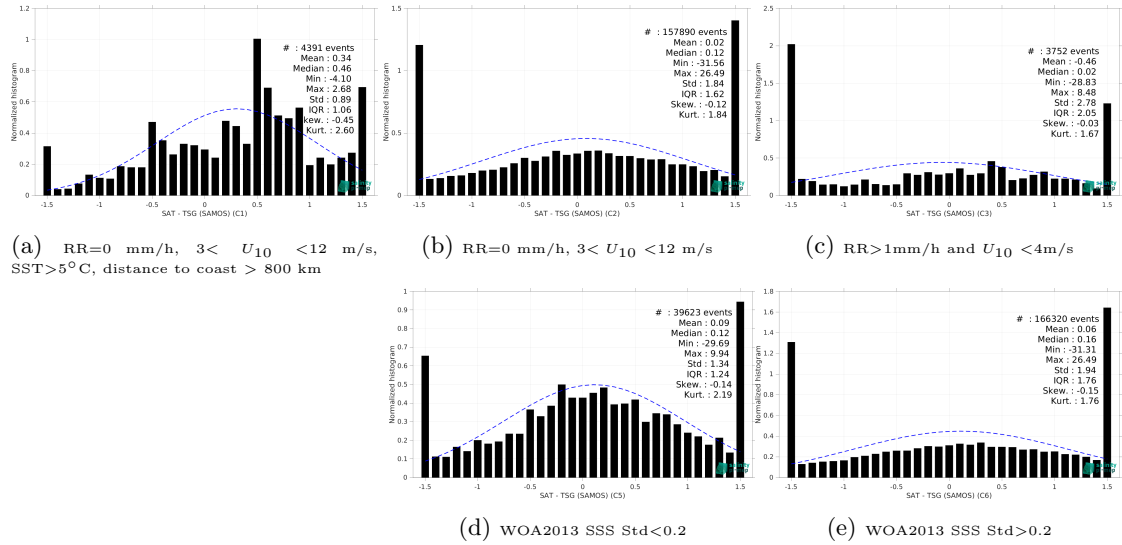 1.2
1
0.8
0.6
0.4
0.2
0
Normalized histogram
# : 4391 events
Mean : 0.34
Median : 0.46
Min : -4.10
Max : 2.68
Std : 0.89
IQR : 1.06
kew. : -0.45
Kurt. : 2.60
-1.5 -1 -0.5 0 0.5 1 1.5
SAT - TSG (SAMOS) (C1)
(a) RR=0 mm/h, 3< U10 <12 m/s,
SST>5°C, distance to coast > 800 km
1.5
1
0.5
0
Normalized histogram
# : 157890 events
Mean : 0.02
Median : 0.12
Min : -31.56
Max : 26.49
Std : 1.84
IQR : 1.62
Skew. : -0.12
Kurt. : 1.84
-1.5 -1 -0.5 0 0.5 1 1.5
SAT - TSG (SAMOS) (C2)
(b) RR=0 mm/h, 3< U10 <12 m/s
2.5
2
1.5
1
0.5
0
Normalized histogram
# : 3752 events
Mean : -0.46
Median : 0.02
Min : -28.83
Max : 8.48
Std : 2.78
IQR : 2.05
Skew. : -0.03
Kurt. : 1.67
-1.5 -1 -0.5 0 0.5 1 1.5
SAT - TSG (SAMOS) (C3)
(c) RR>1mm/h and U10 <4m/s
1
0.9
0.8
0.7
0.6
0.5
0.4
0.3
0.2
0.1
0
Normalized histogram
# : 39623 events
Mean : 0.09
Median : 0.12
Min : -29.69
Max : 9.94
Std : 1.34
IQR : 1.24
Skew. : -0.14
Kurt. : 2.19
-1.5 -1 -0.5 0 0.5 1 1.5
SAT - TSG (SAMOS) (C5)
(d) WOA2013 SSS Std<0.2
1.8
1.6
1.4
1.2
1
0.8
0.6
0.4
0.2
0
Normalized histogram
# : 166320 events
Mean : 0.06
Median : 0.16
Min : -31.31
Max : 26.49
Std : 1.94
IQR : 1.76
Skew. : -0.15
Kurt. : 1.76
-1.5 -1 -0.5 0 0.5 1 1.5
SAT - TSG (SAMOS) (C6)
(e) WOA2013 SSS Std>0.2